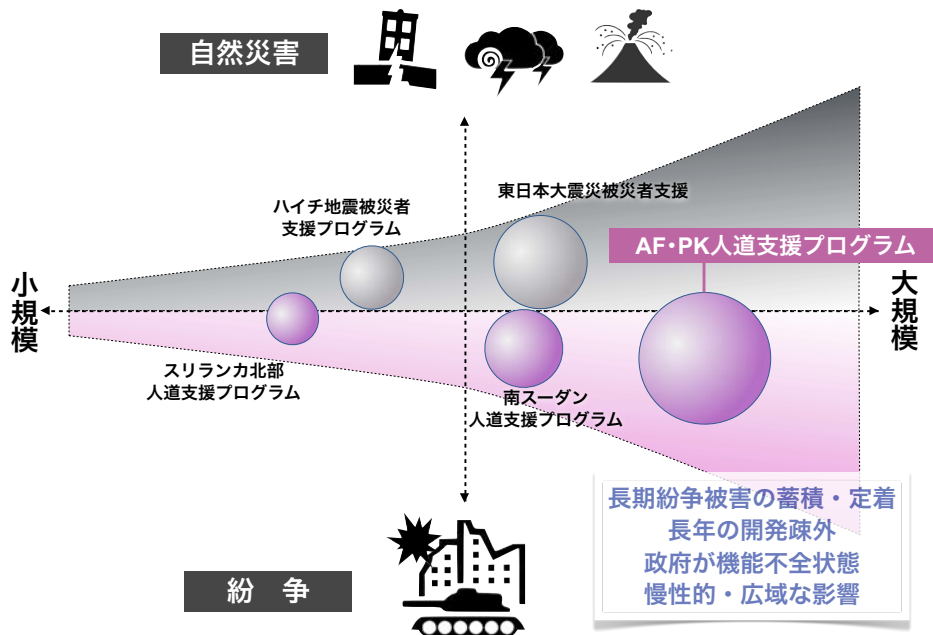 自然災害
東日本大震災被災者支援
ハイチ地震被災者
支援プログラム
AF・PK人道支援プログラム
小規模
大規模
スリランカ北部
人道支援プログラム
南スーダン
人道支援プログラム
長期紛争被害の蓄積・定着
長年の開発疎外
政府が機能不全状態
慢性的・広域な影響
紛　争